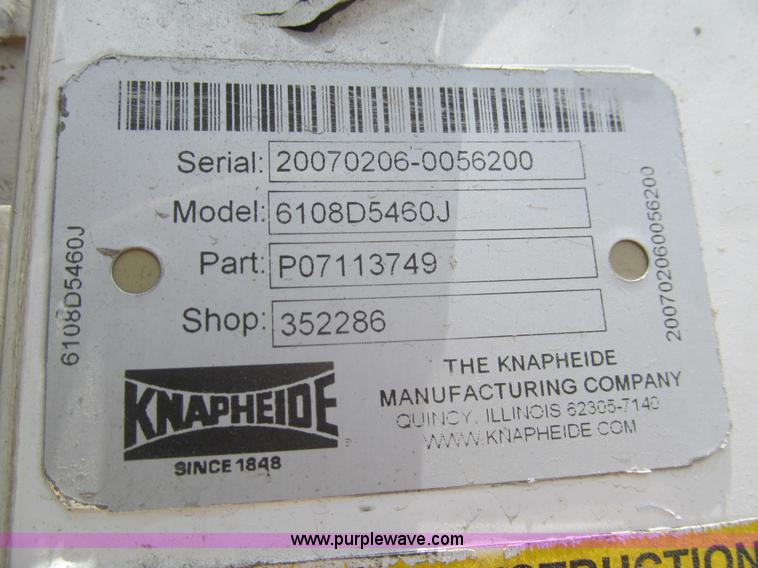 Serial: 20070206-0056200
Model: 6108D5460J
Part: P07113749
Shop: 352286
6108D5460J
200702060056200
KNAPHEIDE
SINCE 1848
THE KNAPHEIDE
MANUFACTURING COMPANY
QUINCY, ILLINOIS 62305-7140
WWW.KNAPHEIDE.COM
www.purplewave.com